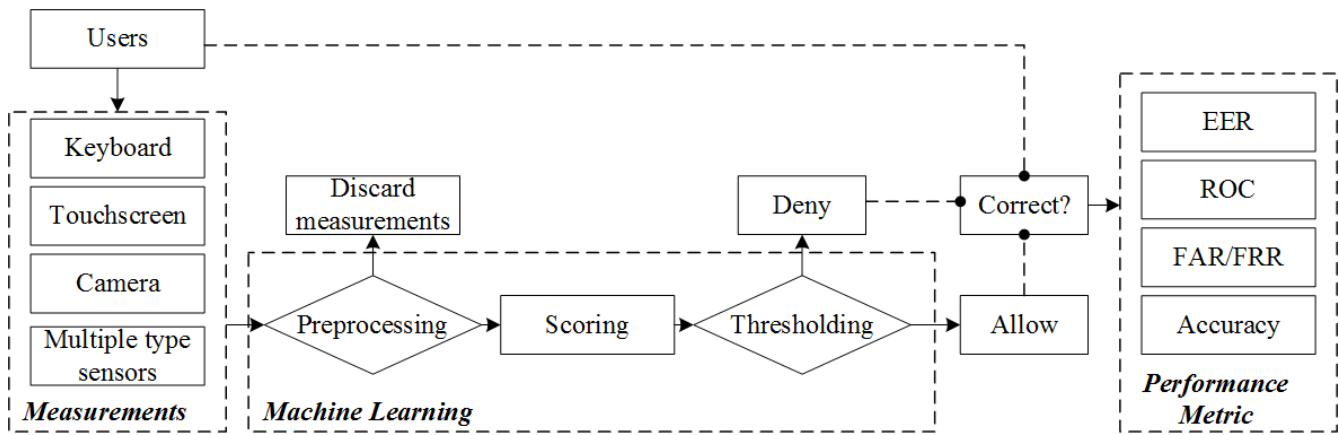 Users
Keyboard
Touchscreen
Camera
Multiple type
sensors
Measurements
Discard
measurements
Preprocessing
Scoring
Thresholding
Machine Learning
Deny
Allow
Correct?
EER
ROC
FAR/FRR
Accuracy
Performance
Metric